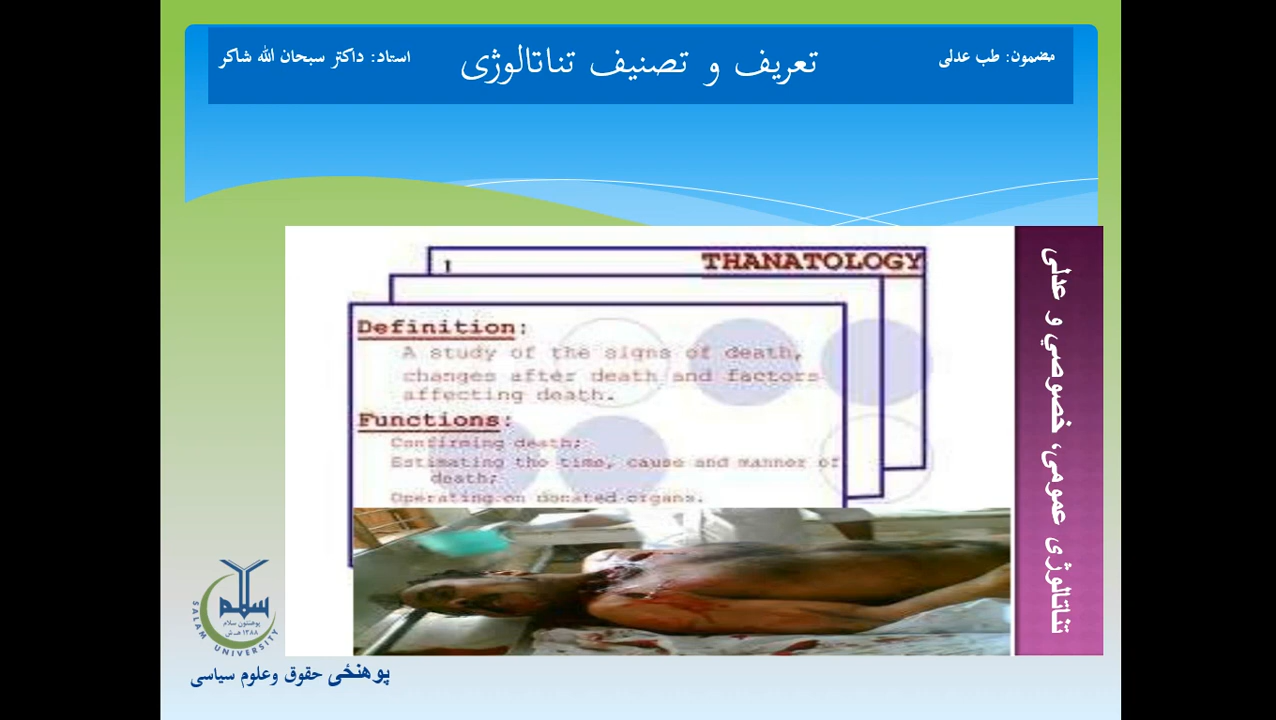 مضمون: طب عدلی
تعریف و تصنیف تناتالوژی
استاد: داکتر سبحان الله شاکر
THANATOLOGY
Definition:
A study of the signs of death,
changes after death and factors
affecting death.
Functions:
Confirming death;
Estimating the time, cause and manner of
death;
Operating on donated organs.
تناتالوژی عمومی، خصوصي و عدلی
سلام
پوهنتون سلام
۱۳۸۸ هـ.ش
SALAM UNIVERSITY
پوهنځی حقوق وعلوم سیاسی